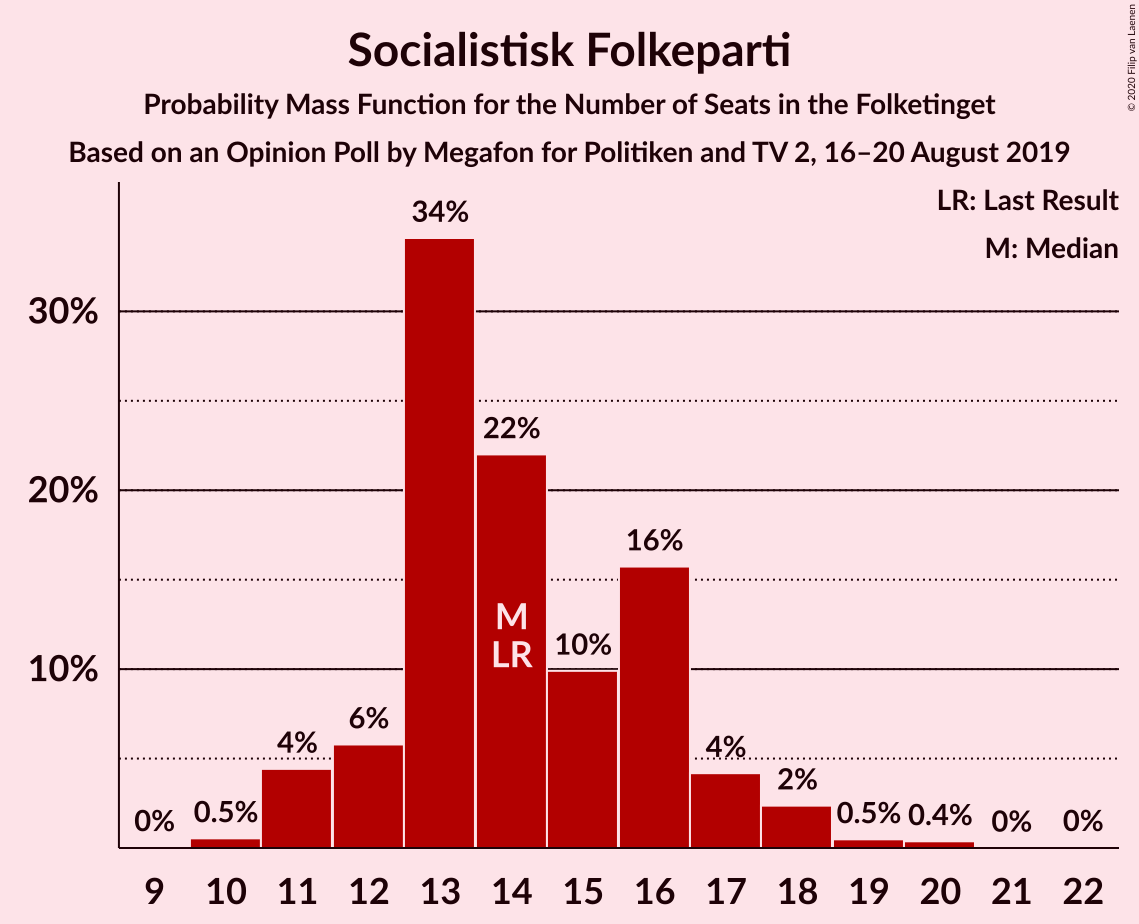 Socialistisk Folkeparti
Probability Mass Function for the Number of Seats in the Folketinget
Based on an Opinion Poll by Megafon for Politiken and TV 2, 16–20 August 2019
© 2020 Filip van Laenen
LR: Last Result
M: Median
34%
30%
22%
20%
16%
M
LR
10%
10%
6%
4%
4%
2%
0%
0.5%
0.5%
0.4%
0%
0%
9 10 11 12 13 14 15 16 17 18 19 20 21 22